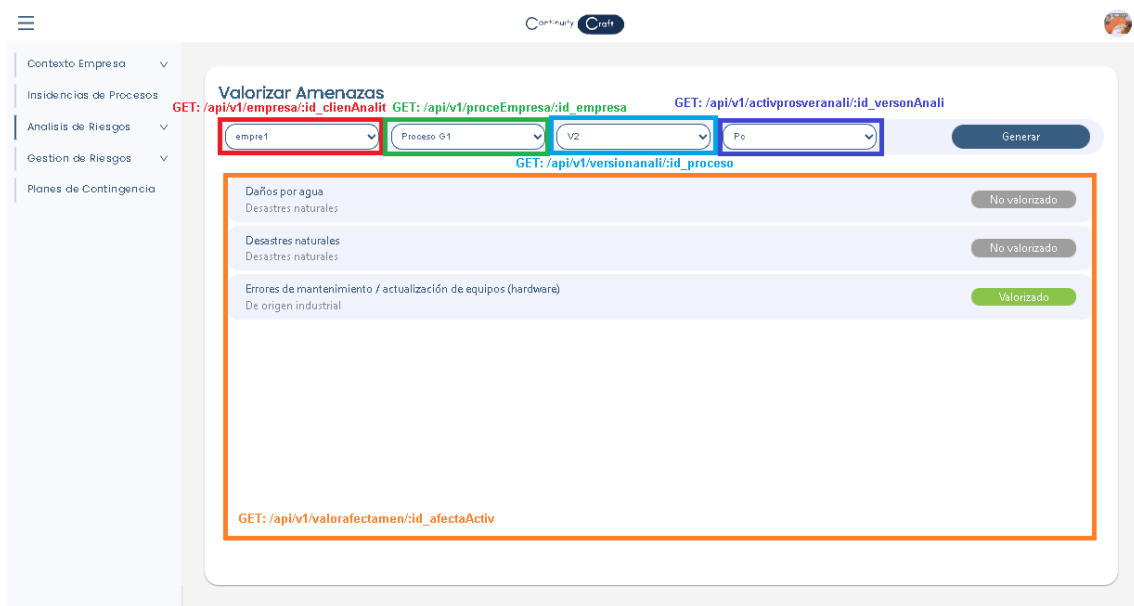 Continuity Craft
Contexto Empresa
Insidencias de Procesos
Analisis de Riesgos
Gestion de Riesgos
Planes de Contingencia
Valorizar Amenazas
GET: /api/v1/empresa/:id_clienAnalit
GET: /api/v1/proceEmpresa/:id_empresa
GET: /api/v1/activprosveranali/:id_versonAnali
empre1
Proceso G1
V2
Pc
Generar
GET: /api/v1/versionanali/:id_proceso
Daños por agua
Desastres naturales
No valorizado
Desastres naturales
Desastres naturales
No valorizado
Errores de mantenimiento / actualización de equipos (hardware)
De origen industrial
Valorizado
GET: /api/v1/valorafectamen/:id_afectaActiv